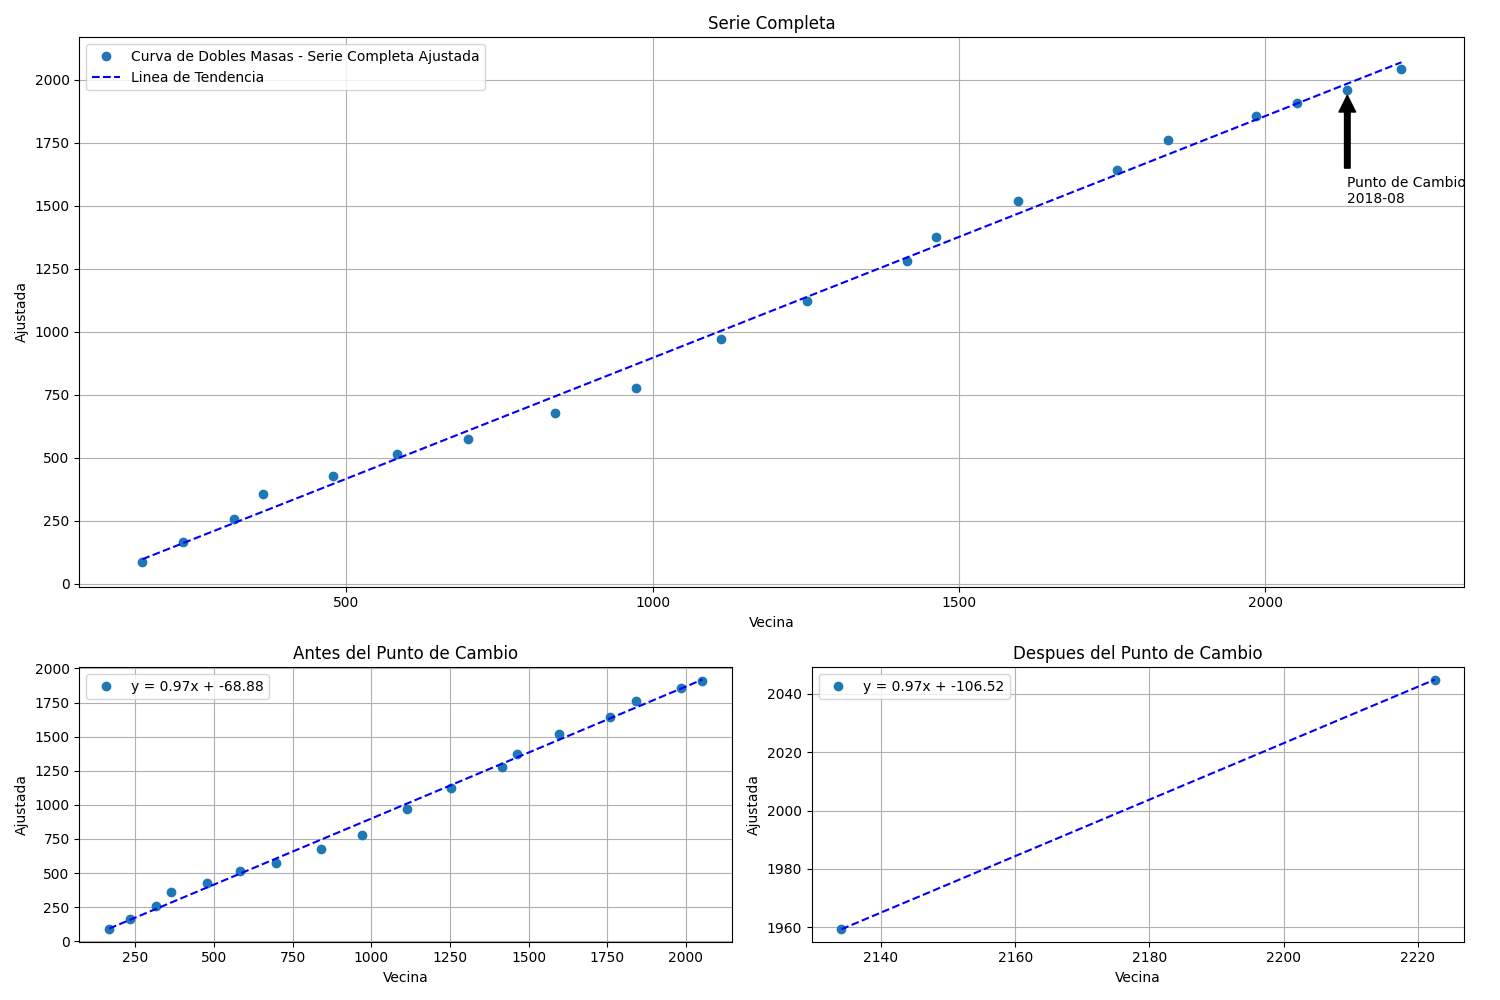 Serie Completa
Curva de Dobles Masas - Serie Completa Ajustada
Linea de Tendencia
2000
1750
1500
1250
1000
750
500
250
0
Ajustada
Punto de Cambio
2018-08
500
1000
1500
2000
Vecina
Antes del Punto de Cambio
y = 0.97x + -68.88
2000
1750
1500
1250
1000
750
500
250
0
Ajustada
250
500
750
1000
1250
1500
1750
2000
Vecina
Despues del Punto de Cambio
y = 0.97x + -106.52
2040
2020
2000
1980
1960
Ajustada
2140
2160
2180
2200
2220
Vecina